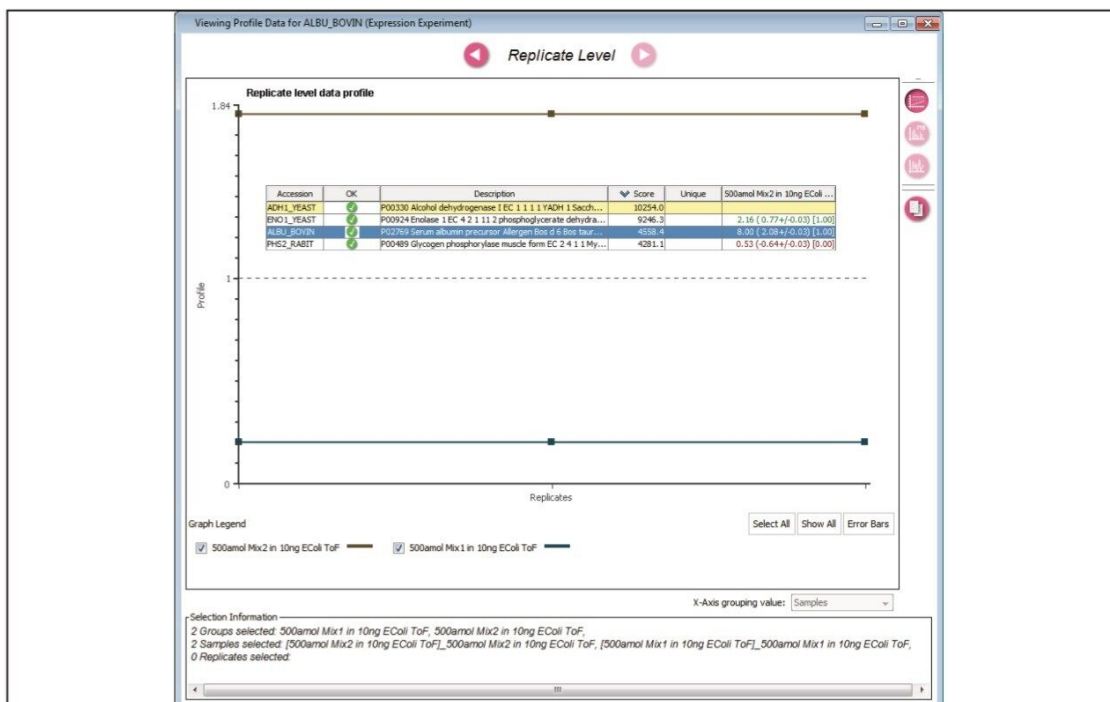 Viewing Profile Data for ALBU_BOVIN (Expression Experiment)
Replicate Level
Replicate level data profile
1.84
Accession OK Description Score Unique 500amol Mix2 in 10ng EColi ...
ADH1_YEAST P00330 Alcohol dehydrogenase I EC 1 1 1 1 YADH 1 Sacch... 10254.0
ENO1_YEAST P00924 Enolase 1 EC 4 2 1 11 2 phosphoglycerate dehydra... 9246.3 2.16 ( 0.77+/-0.03) [1.00]
ALBU_BOVIN P02769 Serum albumin precursor Allergen Bos d 6 Bos taur... 4558.4 8.00 ( 2.08+/-0.03) [1.00]
PHS2_RABIT P00489 Glycogen phosphorylase muscle form EC 2 4 1 1 My... 4281.1 0.53 (-0.64+/-0.03) [0.00]
1
Profile
0
Replicates
Graph Legend
Select All Show All Error Bars
500amol Mix2 in 10ng EColi ToF 500amol Mix1 in 10ng EColi ToF
X-Axis grouping value: Samples
Selection Information
2 Groups selected: 500amol Mix1 in 10ng EColi ToF, 500amol Mix2 in 10ng EColi ToF,
2 Samples selected: [500amol Mix2 in 10ng EColi ToF]_500amol Mix2 in 10ng EColi ToF, [500amol Mix1 in 10ng EColi ToF]_500amol Mix1 in 10ng EColi ToF,
0 Replicates selected: